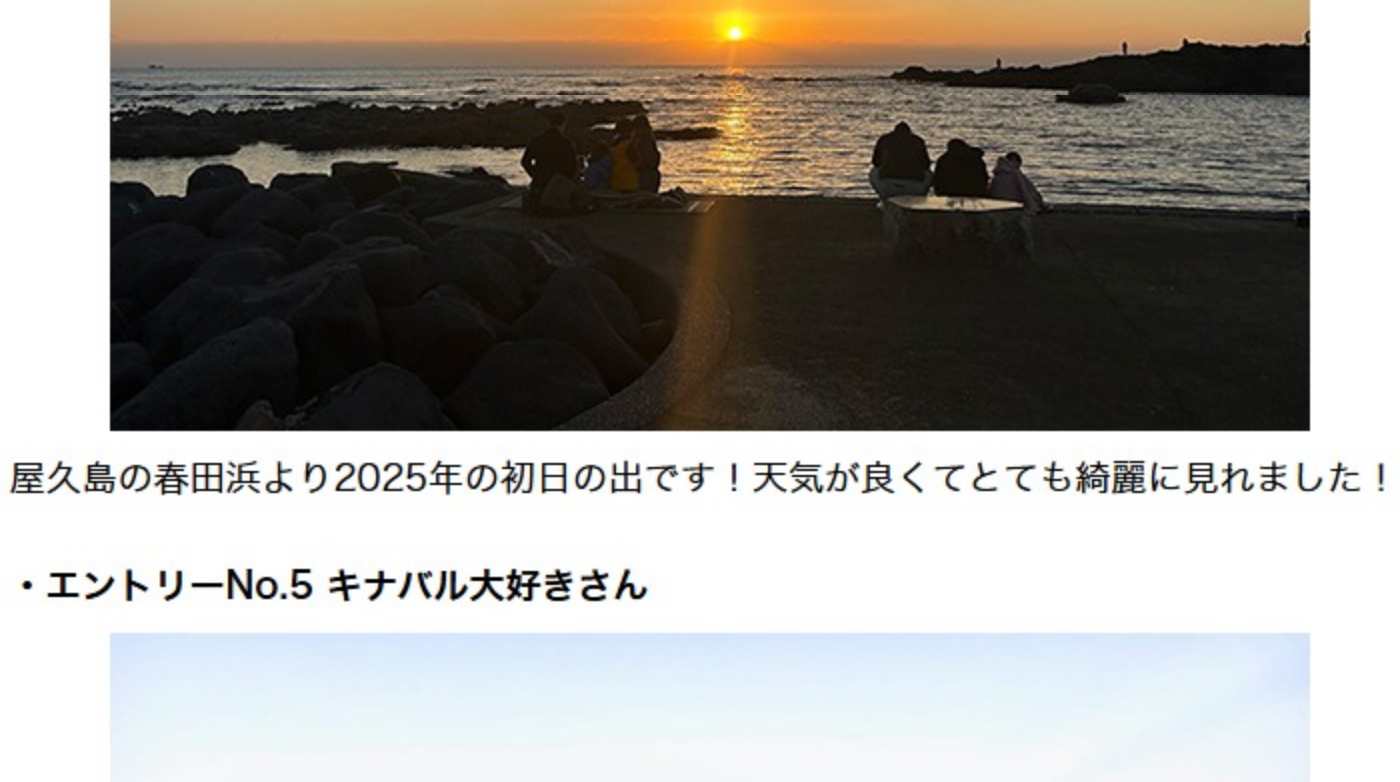 屋久島の春田浜より2025年の初日の出です！天気が良くてとても綺麗に見れました！
・エントリーNo.5 キナバル大好きさん